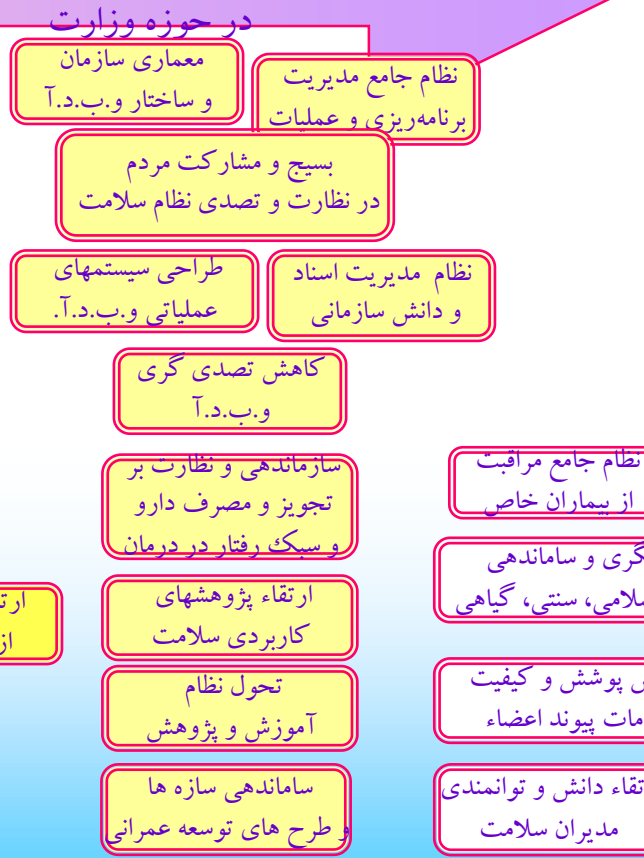 در حوزه وزارت
نظام جامع مدیریت
برنامه‌ریزی و عملیات
معماری سازمان
و ساختار و.ب.د.آ
بسیج و مشارکت مردم
در نظارت و تصدی نظام سلامت
نظام مدیریت اسناد
و دانش سازمانی
طراحی سیستمهای
عملیاتی و.ب.د.آ.
کاهش تصدی گری
و.ب.د.آ
نظام جامع مراقبت
از بیماران خاص
سازماندهی و نظارت بر
تجویز و مصرف دارو
و سبک رفتار در درمان
گری و ساماندهی
سلامی، سنتی، گیاهی
ارتقاء پژوهشهای
کاربردی سلامت
از
پوشش و کیفیت
پیوند اعضاء
تحول نظام
آموزش و پژوهش
ارتقاء دانش و توانمندی
مدیران سلامت
ساماندهی سازه ها
و طرح های توسعه عمرانی